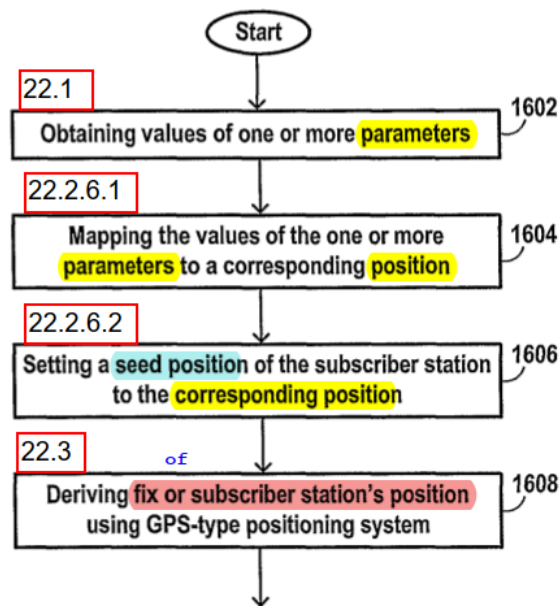 Start
22.1
1602
Obtaining values of one or more parameters
22.2.6.1
1604
Mapping the values of the one or more
parameters to a corresponding position
22.2.6.2
1606
Setting a seed position of the subscriber station
to the corresponding position
22.3
of
1608
Deriving fix or subscriber station's position
using GPS-type positioning system